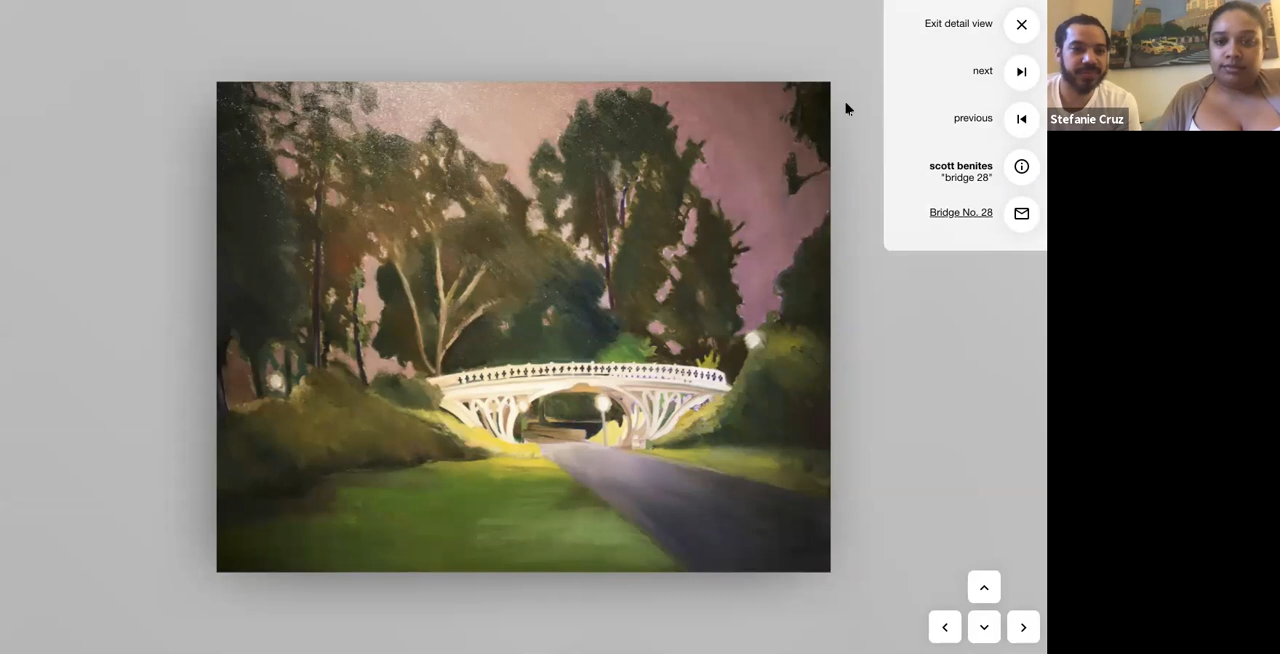 Exit detail view
next
previous
scott benites
"bridge 28"
Bridge No. 28
Stefanie Cruz